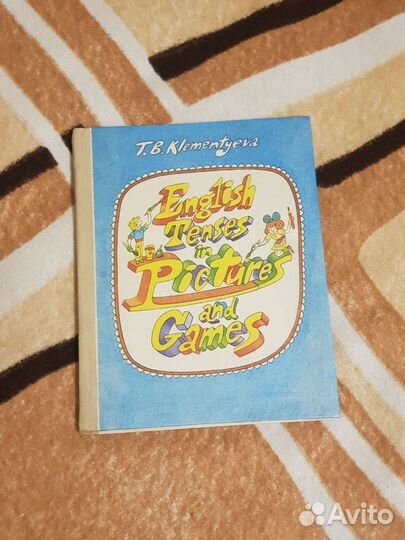 T.B. Klementyeva
English
Tenses
in
Pictures
and
Games
Avito